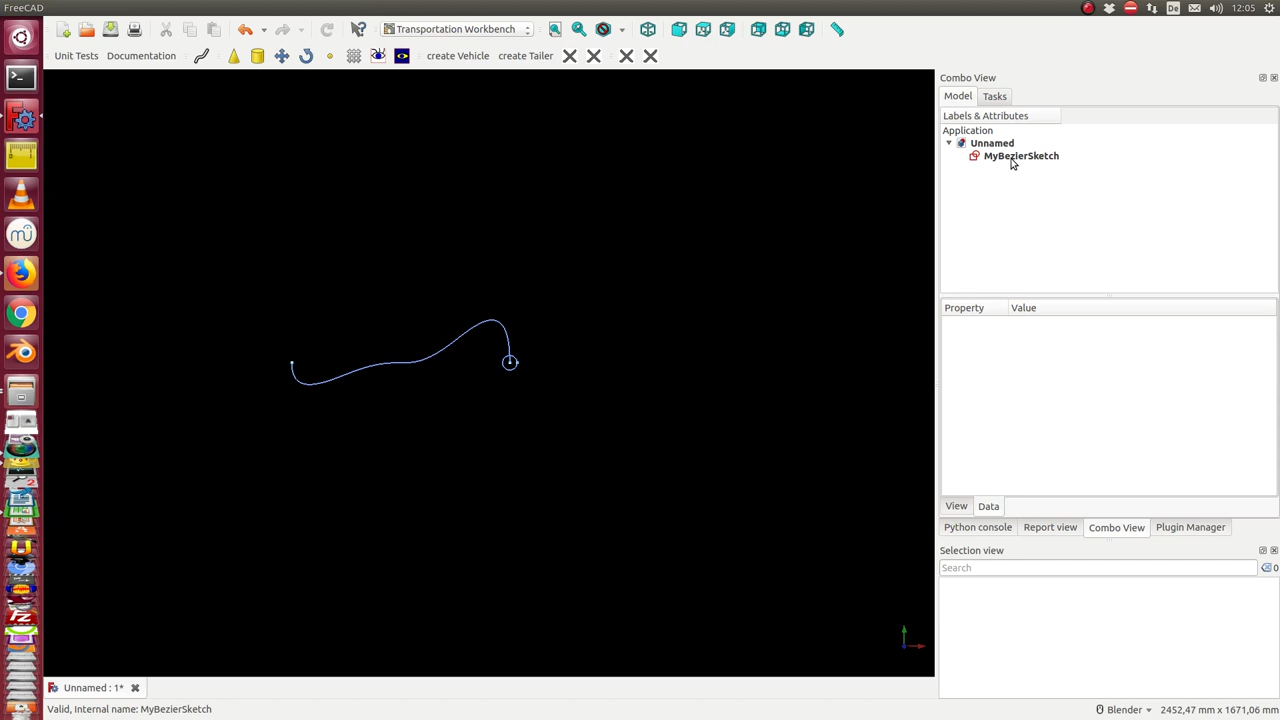 FreeCAD
De
12:05
Transportation Workbench
Unit Tests
Documentation
create Vehicle
create Tailer
Combo View
Model
Tasks
Labels & Attributes
Application
Unnamed
MyBezierSketch
Property
Value
View
Data
Python console
Report view
Combo View
Plugin Manager
Selection view
Search
0
Unnamed : 1*
Valid, Internal name: MyBezierSketch
Blender
2452,47 mm x 1671,06 mm